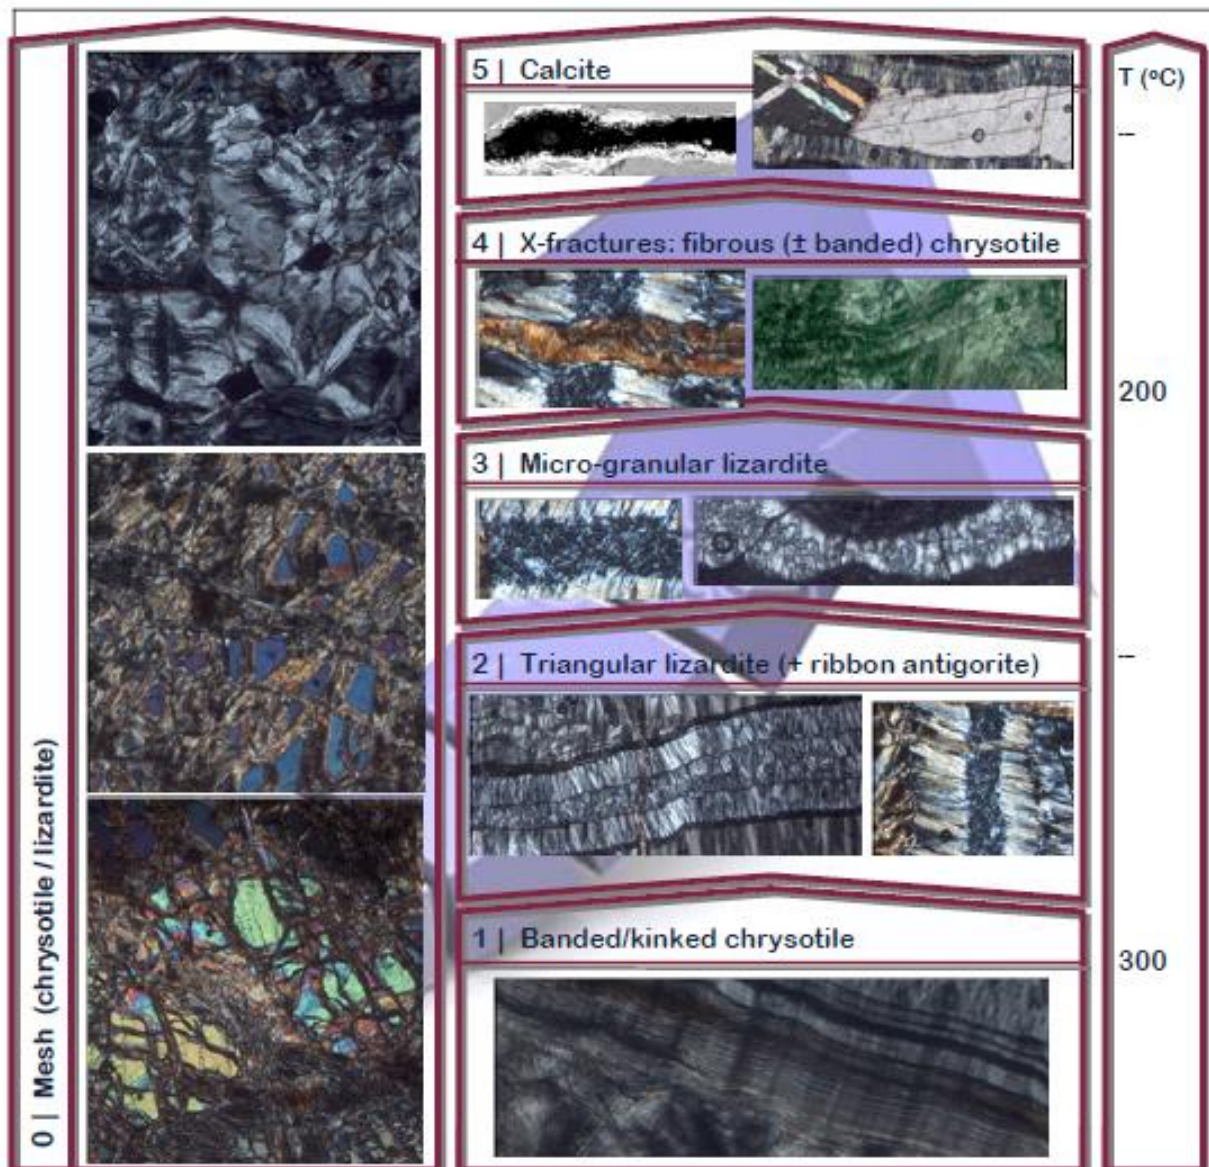 5 | Calcite
T (ºC)
--
4 | X-fractures: fibrous (± banded) chrysotile
200
3 | Micro-granular lizardite
2 | Triangular lizardite (+ ribbon antigorite)
--
1 | Banded/kinked chrysotile
300
0 | Mesh (chrysotile / lizardite)